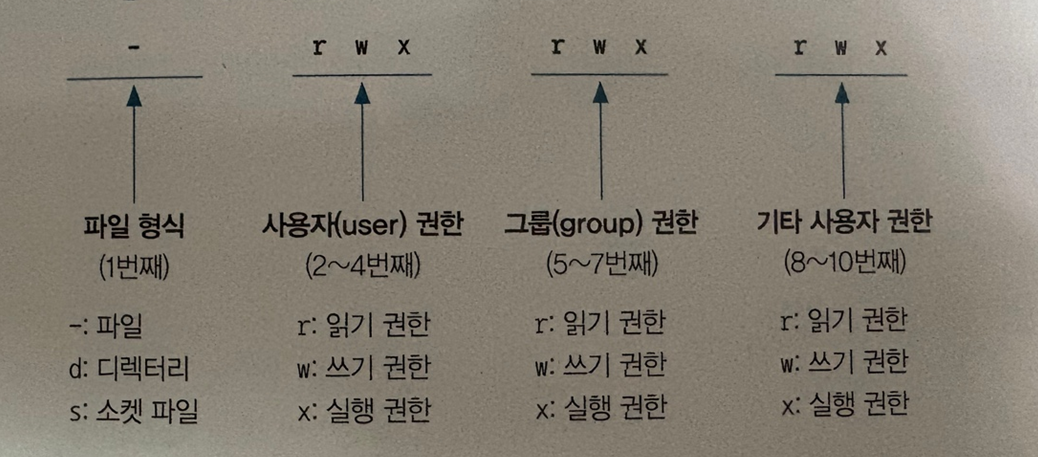 - r w x r w x r w x
파일 형식 사용자(user) 권한 그룹(group) 권한 기타 사용자 권한
(1번째) (2~4번째) (5~7번째) (8~10번째)
-: 파일 r: 읽기 권한 r: 읽기 권한 r: 읽기 권한
d: 디렉터리 w: 쓰기 권한 w: 쓰기 권한 w: 쓰기 권한
s: 소켓 파일 x: 실행 권한 x: 실행 권한 x: 실행 권한